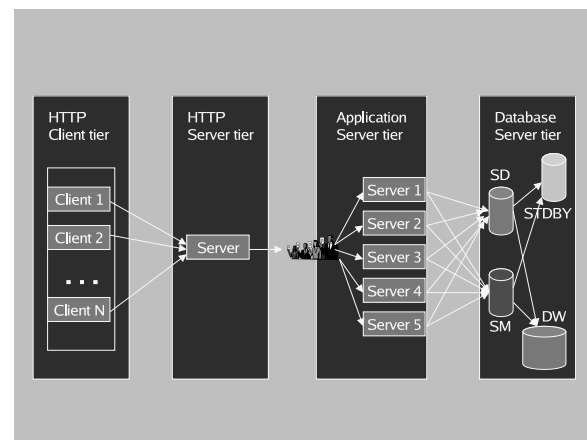 HTTP
Client tier
HTTP
Server tier
Application
Server tier
Database
Server tier
Client 1
Client 2
...
Client N
Server
Server 1
Server 2
Server 3
Server 4
Server 5
SD
STDBY
SM
DW